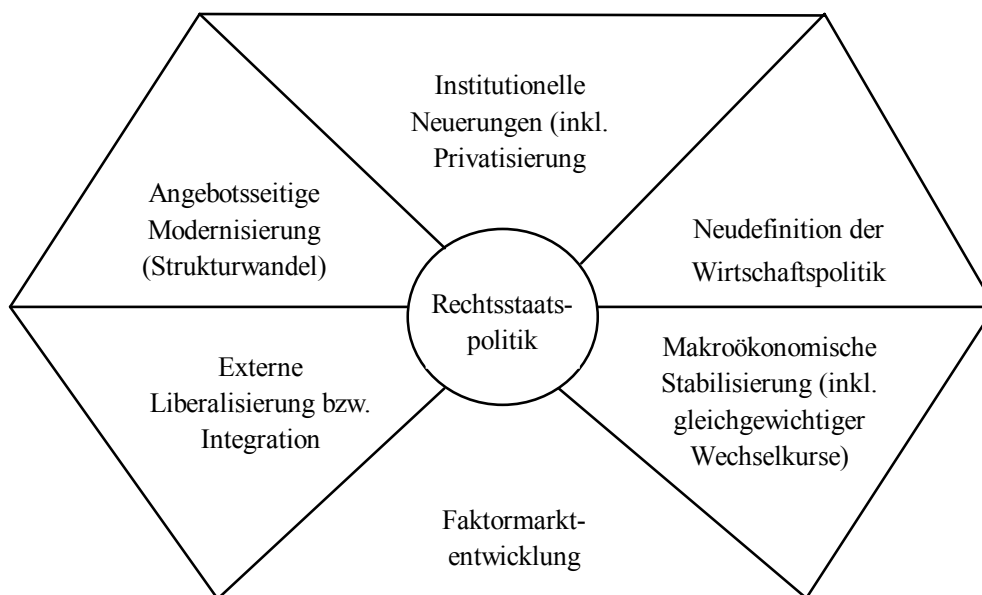 Institutionelle
Neuerungen (inkl.
Privatisierung
Angebotsseitige
Modernisierung
(Strukturwandel)
Neudefinition der
Wirtschaftspolitik
Rechtsstaats-
politik
Externe
Liberalisierung bzw.
Integration
Makroökonomische
Stabilisierung (inkl.
gleichgewichtiger
Wechselkurse)
Faktormarkt-
entwicklung